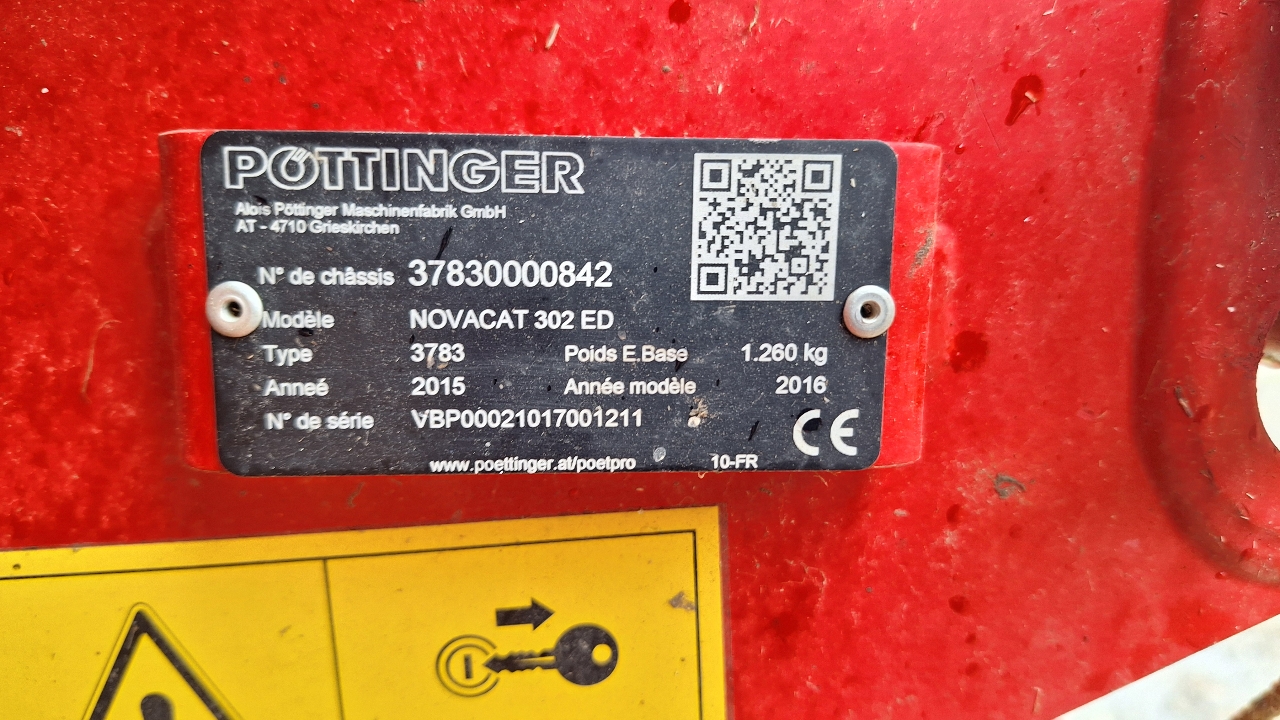 PÖTTINGER
Alois Pöttinger Maschinenfabrik GmbH
AT - 4710 Grieskirchen
N° de châssis 37830000842
Modèle NOVACAT 302 ED
Type 3783 Poids E.Base 1.260 kg
Anneé 2015 Année modèle 2016
N° de série VBP00021017001211
CE
www.poettinger.at/poetpro 10-FR